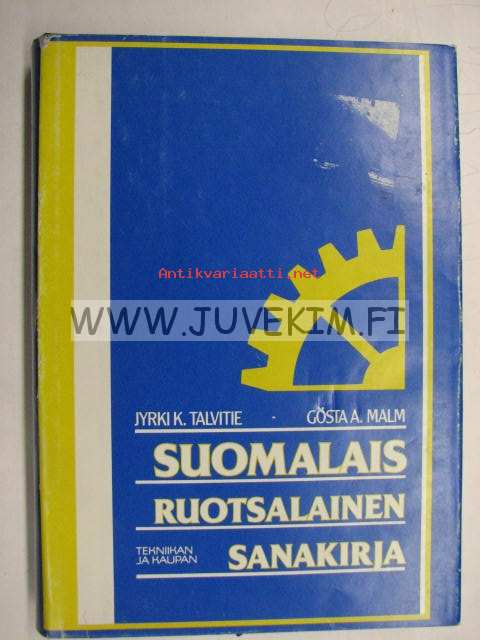 Antikvariaatti.net
WWW.JUVEKIM.FI
JYRKI K. TALVITIE · GÖSTA A. MALM
SUOMALAIS
RUOTSALAINEN
TEKNIIKAN
JA KAUPAN
SANAKIRJA